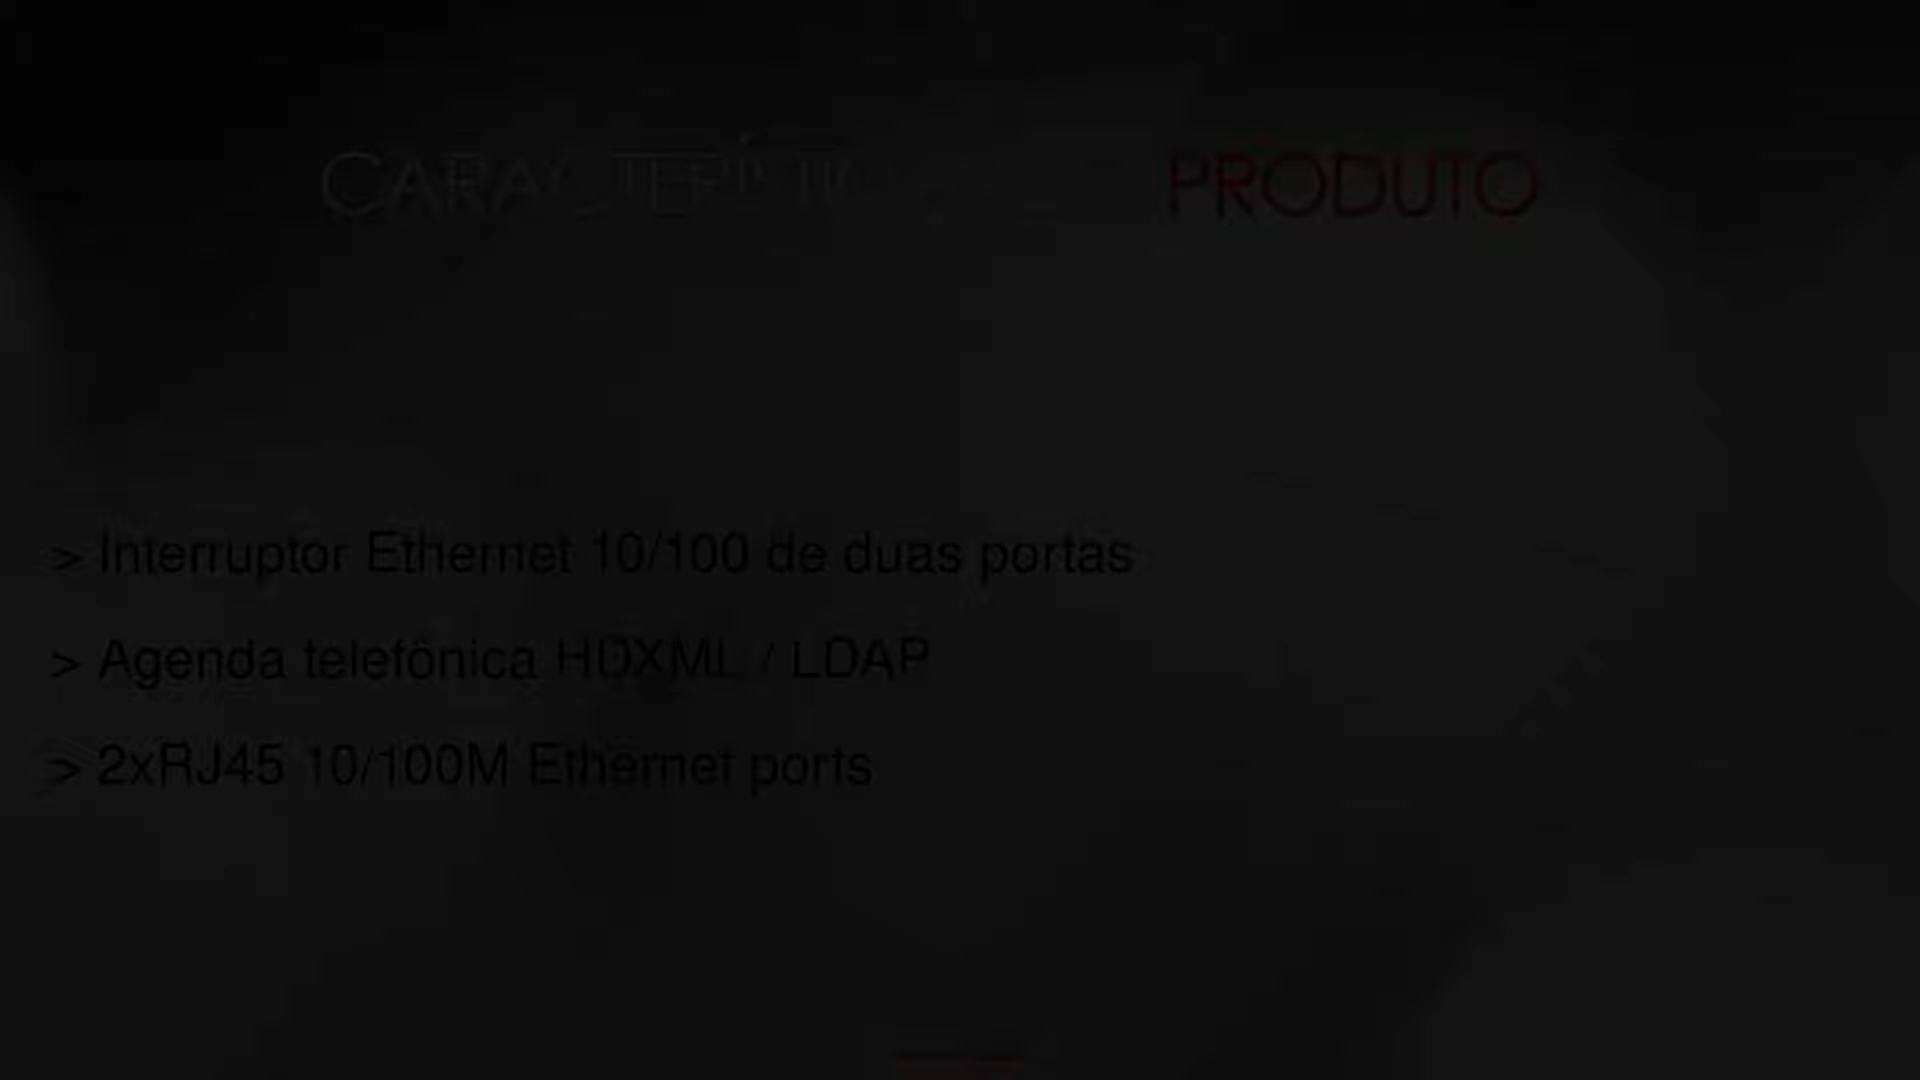 PRODUTO
> Interruptor Ethernet 10/100 de duas portas
> Agenda telefônica HDXML / LDAP
> 2xRJ45 10/100M Ethernet ports